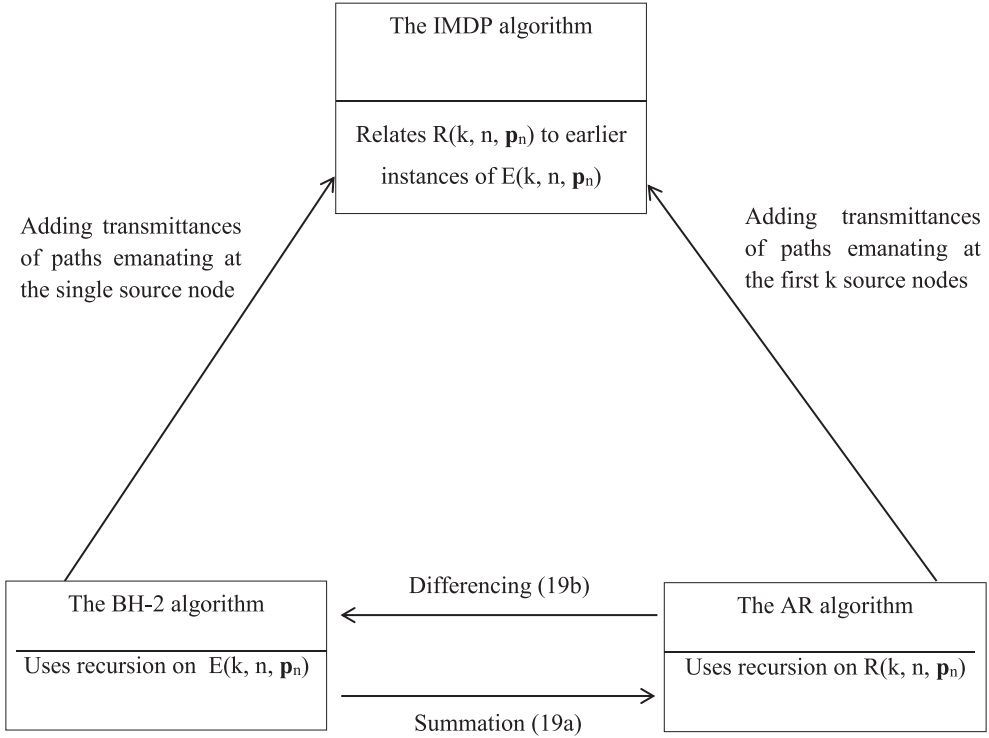 The IMDP algorithm
Relates R(k, n, pₙ) to earlier
instances of E(k, n, pₙ)
Adding transmittances
of paths emanating at
the single source node
Adding transmittances
of paths emanating at
the first k source nodes
Differencing (19b)
The BH-2 algorithm
Uses recursion on E(k, n, pₙ)
The AR algorithm
Uses recursion on R(k, n, pₙ)
Summation (19a)